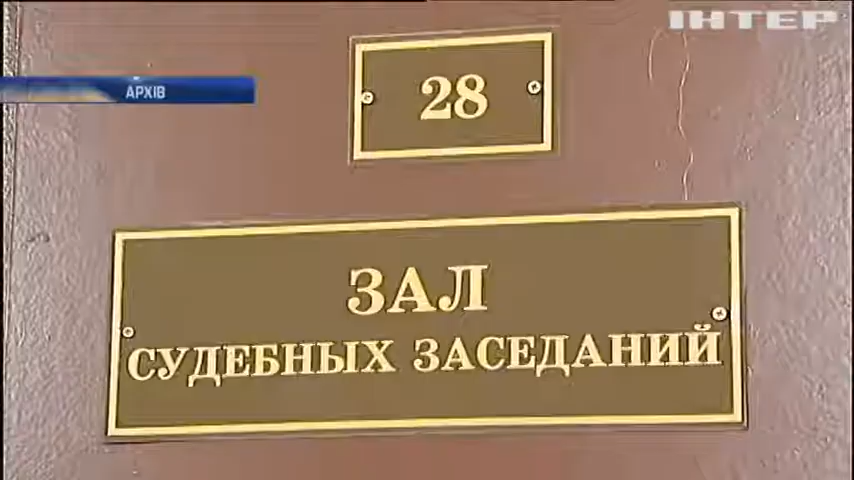 ІНТЕР
АРХІВ
28
ЗАЛ
СУДЕБНЫХ ЗАСЕДАНИЙ